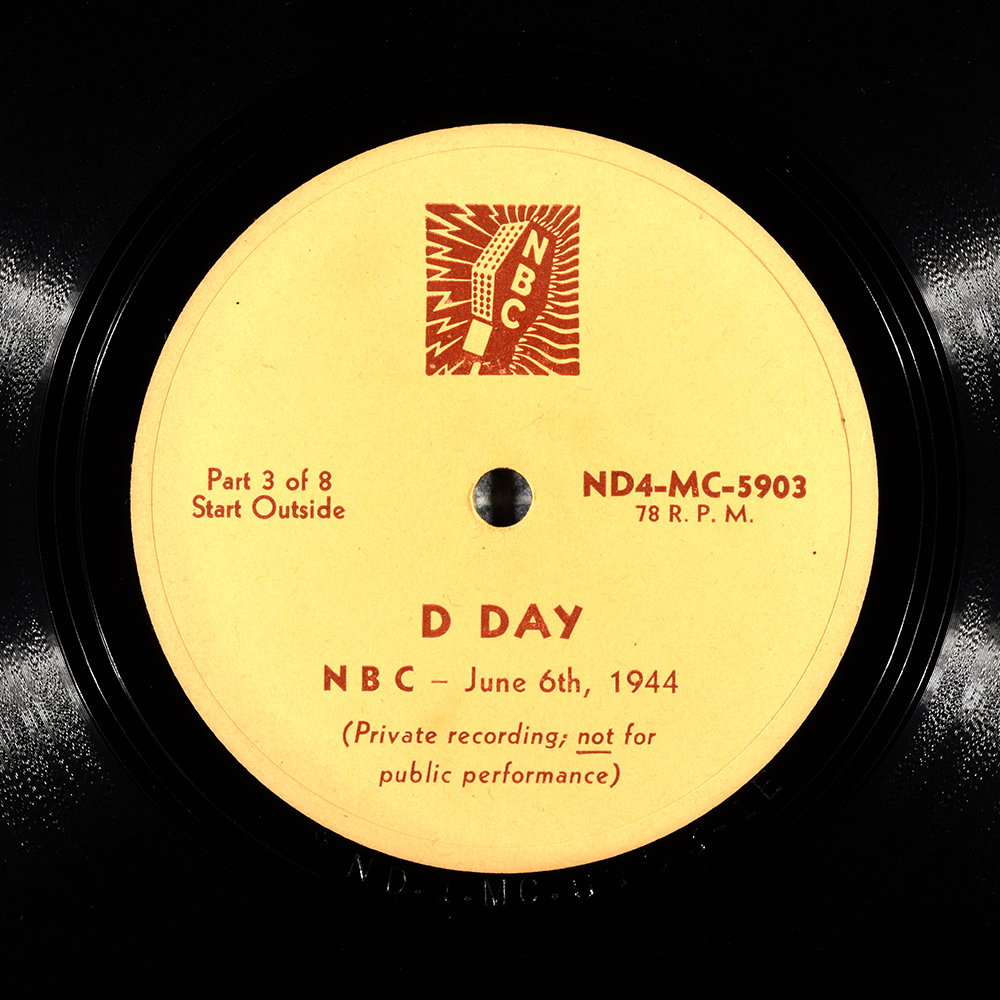 NBC
Part 3 of 8
Start Outside
ND4-MC-5903
78 R. P. M.
D DAY
NBC – June 6th, 1944
(Private recording; not for
public performance)